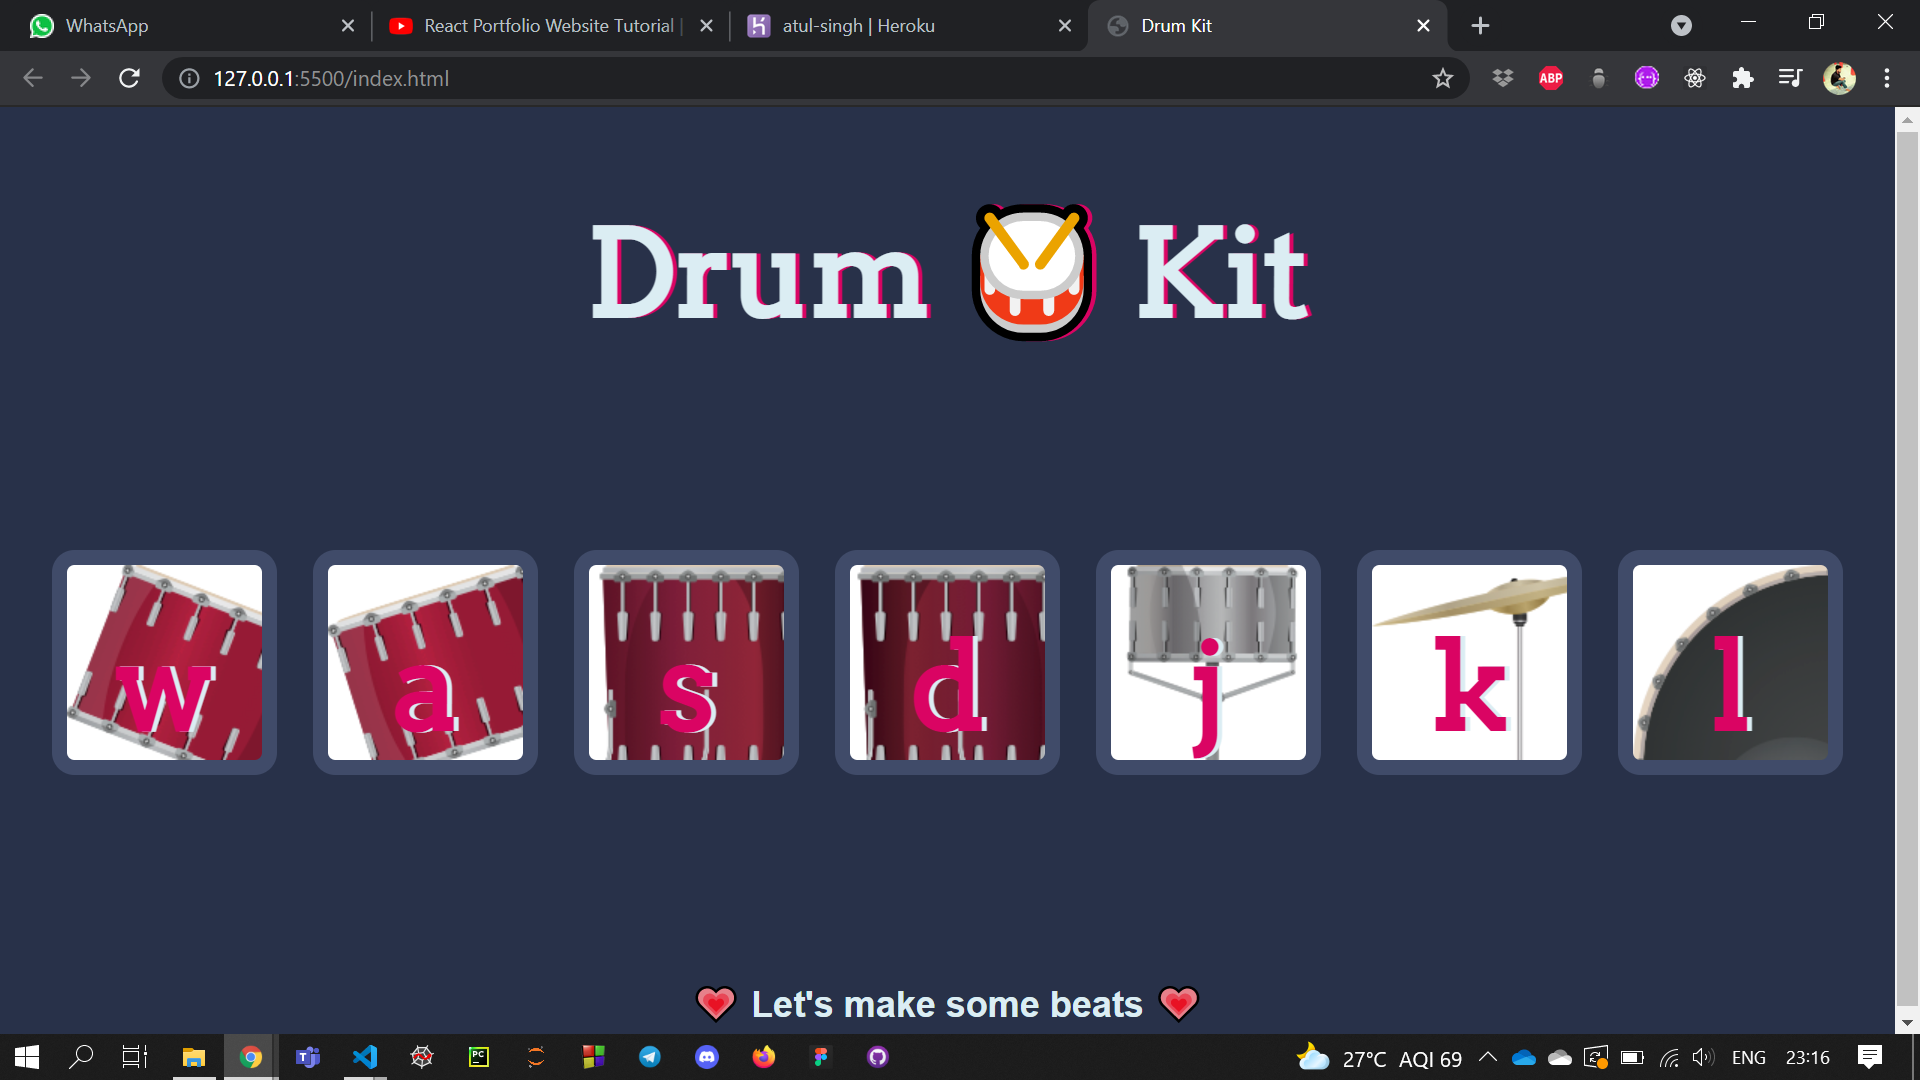 WhatsApp
React Portfolio Website Tutorial |
atul-singh | Heroku
Drum Kit
127.0.0.1:5500/index.html
ABP
Drum 🥁 Kit
w a s d j k l
💗 Let's make some beats 💗
PC
27°C AQI 69
ENG
23:16